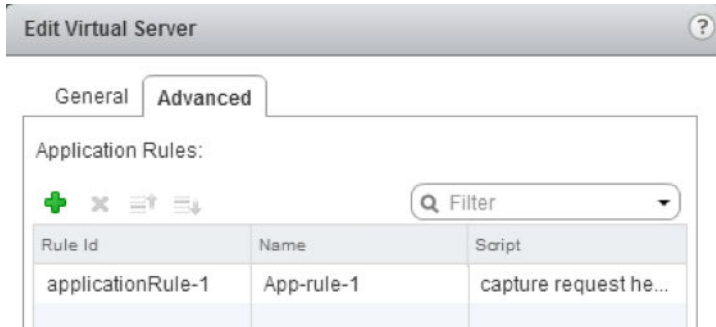 Edit Virtual Server ?
General Advanced
Application Rules:
Filter
Rule Id Name Script
applicationRule-1 App-rule-1 capture request he...